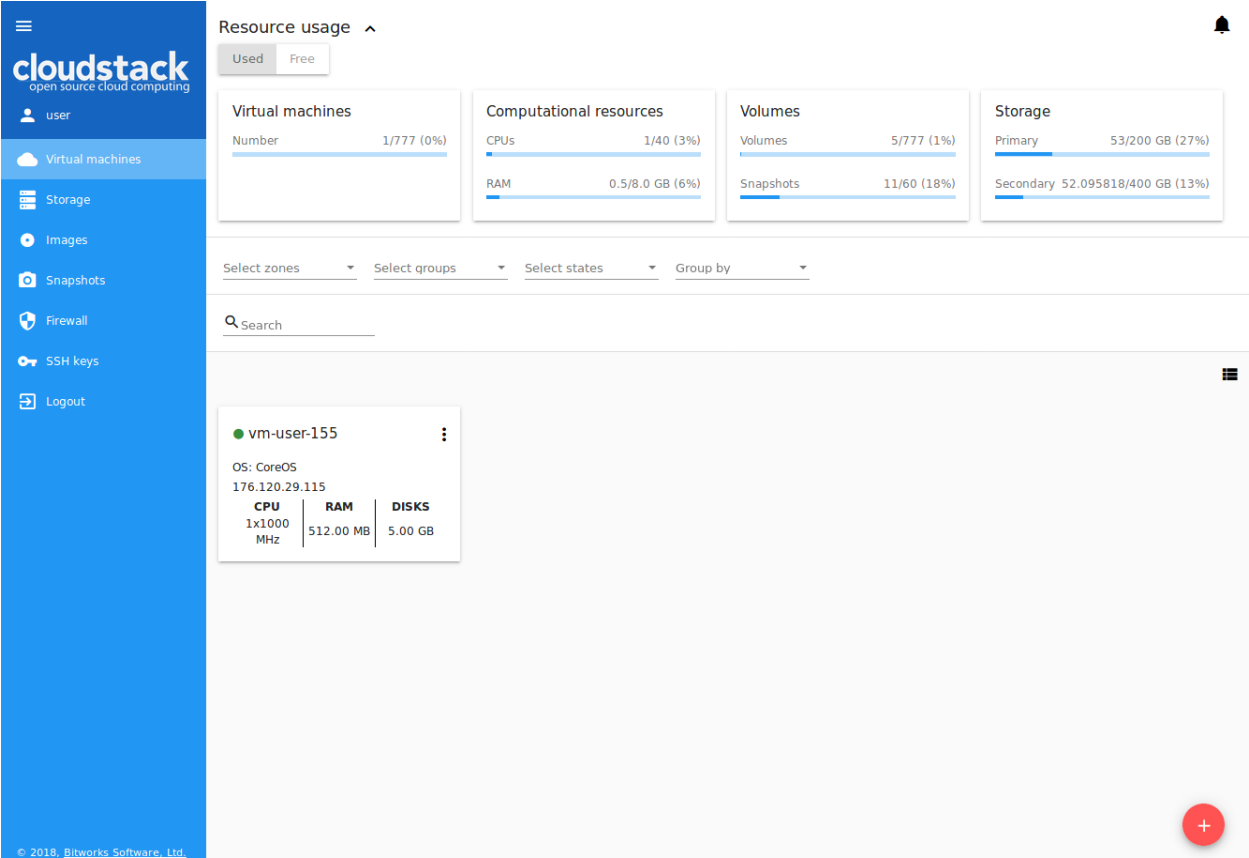 Resource usage
Used Free
cloudstack
open source cloud computing
user
Virtual machines
Storage
Images
Snapshots
Firewall
SSH keys
Logout
© 2018, Bitworks Software, Ltd.
Virtual machines
Number 1/777 (0%)
Computational resources
CPUs 1/40 (3%)
RAM 0.5/8.0 GB (6%)
Volumes
Volumes 5/777 (1%)
Snapshots 11/60 (18%)
Storage
Primary 53/200 GB (27%)
Secondary 52.095818/400 GB (13%)
Select zones Select groups Select states Group by
Search
vm-user-155
OS: CoreOS
176.120.29.115
CPU RAM DISKS
1x1000 MHz 512.00 MB 5.00 GB